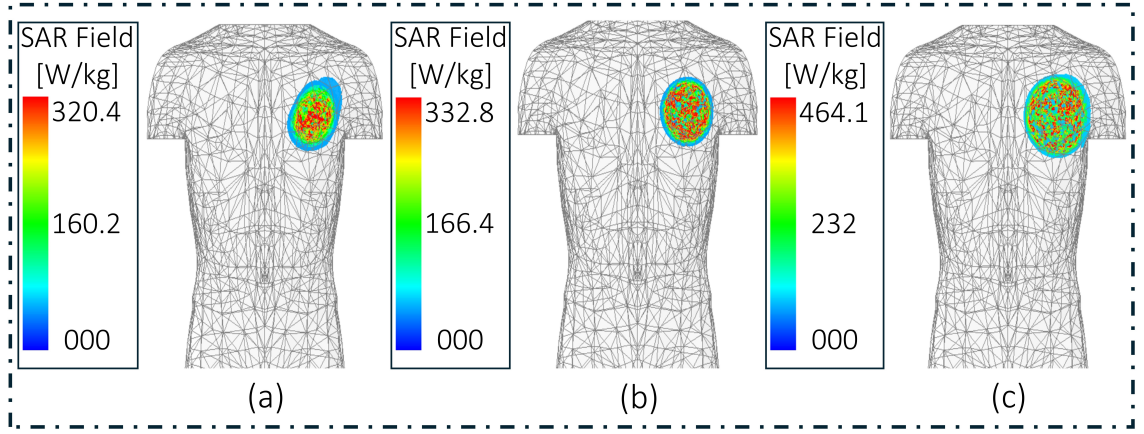 SAR Field
[W/kg]
320.4
160.2
000
(a)
SAR Field
[W/kg]
332.8
166.4
000
(b)
SAR Field
[W/kg]
464.1
232
000
(c)